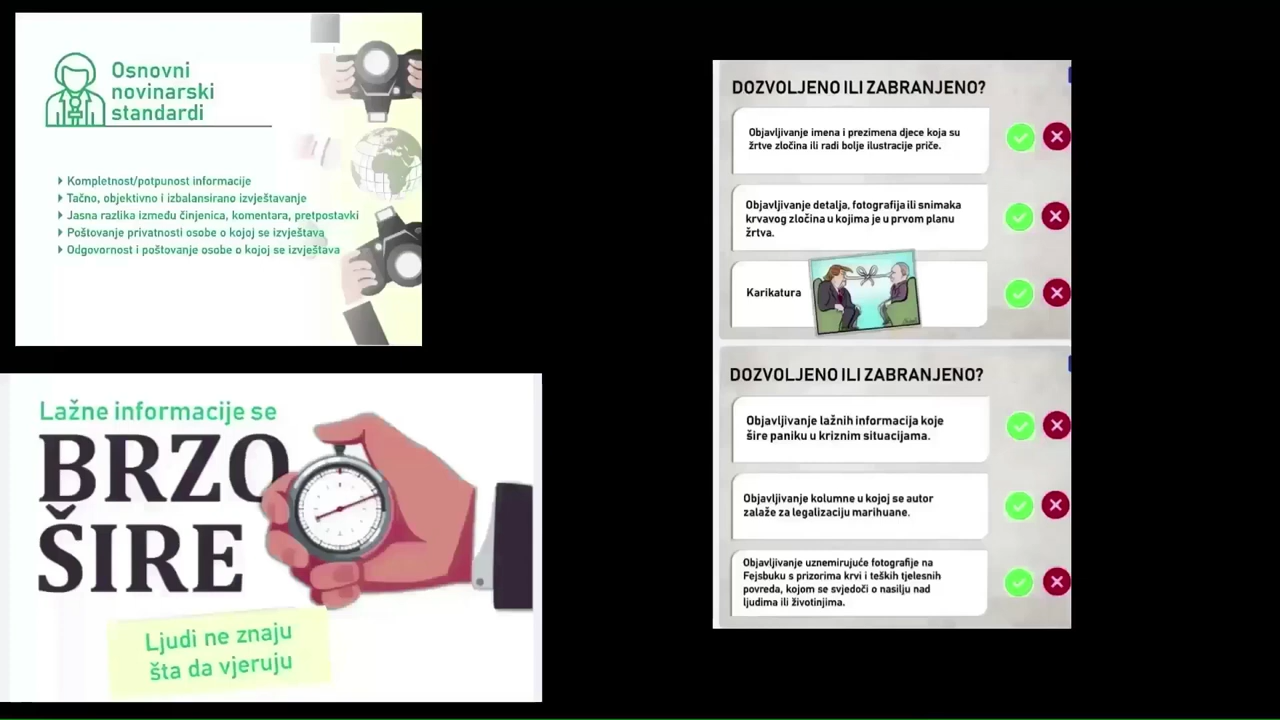 Osnovni
novinarski
standardi
Kompletnost/potpunost informacije
Tačno, objektivno i izbalansirano izvještavanje
Jasna razlika između činjenica, komentara, pretpostavki
Poštovanje privatnosti osobe o kojoj se izvještava
Odgovornost i poštovanje osobe o kojoj se izvještava
Lažne informacije se
BRZO
ŠIRE
Ljudi ne znaju
šta da vjeruju
DOZVOLJENO ILI ZABRANJENO?
Objavljivanje imena i prezimena djece koja su
žrtve zločina ili radi bolje ilustracije priče.
Objavljivanje detalja, fotografija ili snimaka
krvavog zločina u kojima je u prvom planu
žrtva.
Karikatura
DOZVOLJENO ILI ZABRANJENO?
Objavljivanje lažnih informacija koje
šire paniku u kriznim situacijama.
Objavljivanje kolumne u kojoj se autor
zalaže za legalizaciju marihuane.
Objavljivanje uznemirujuće fotografije na
Fejsbuku s prizorima krvi i teških tjelesnih
povreda, kojom se svjedoči o nasilju nad
ljudima ili životinjima.